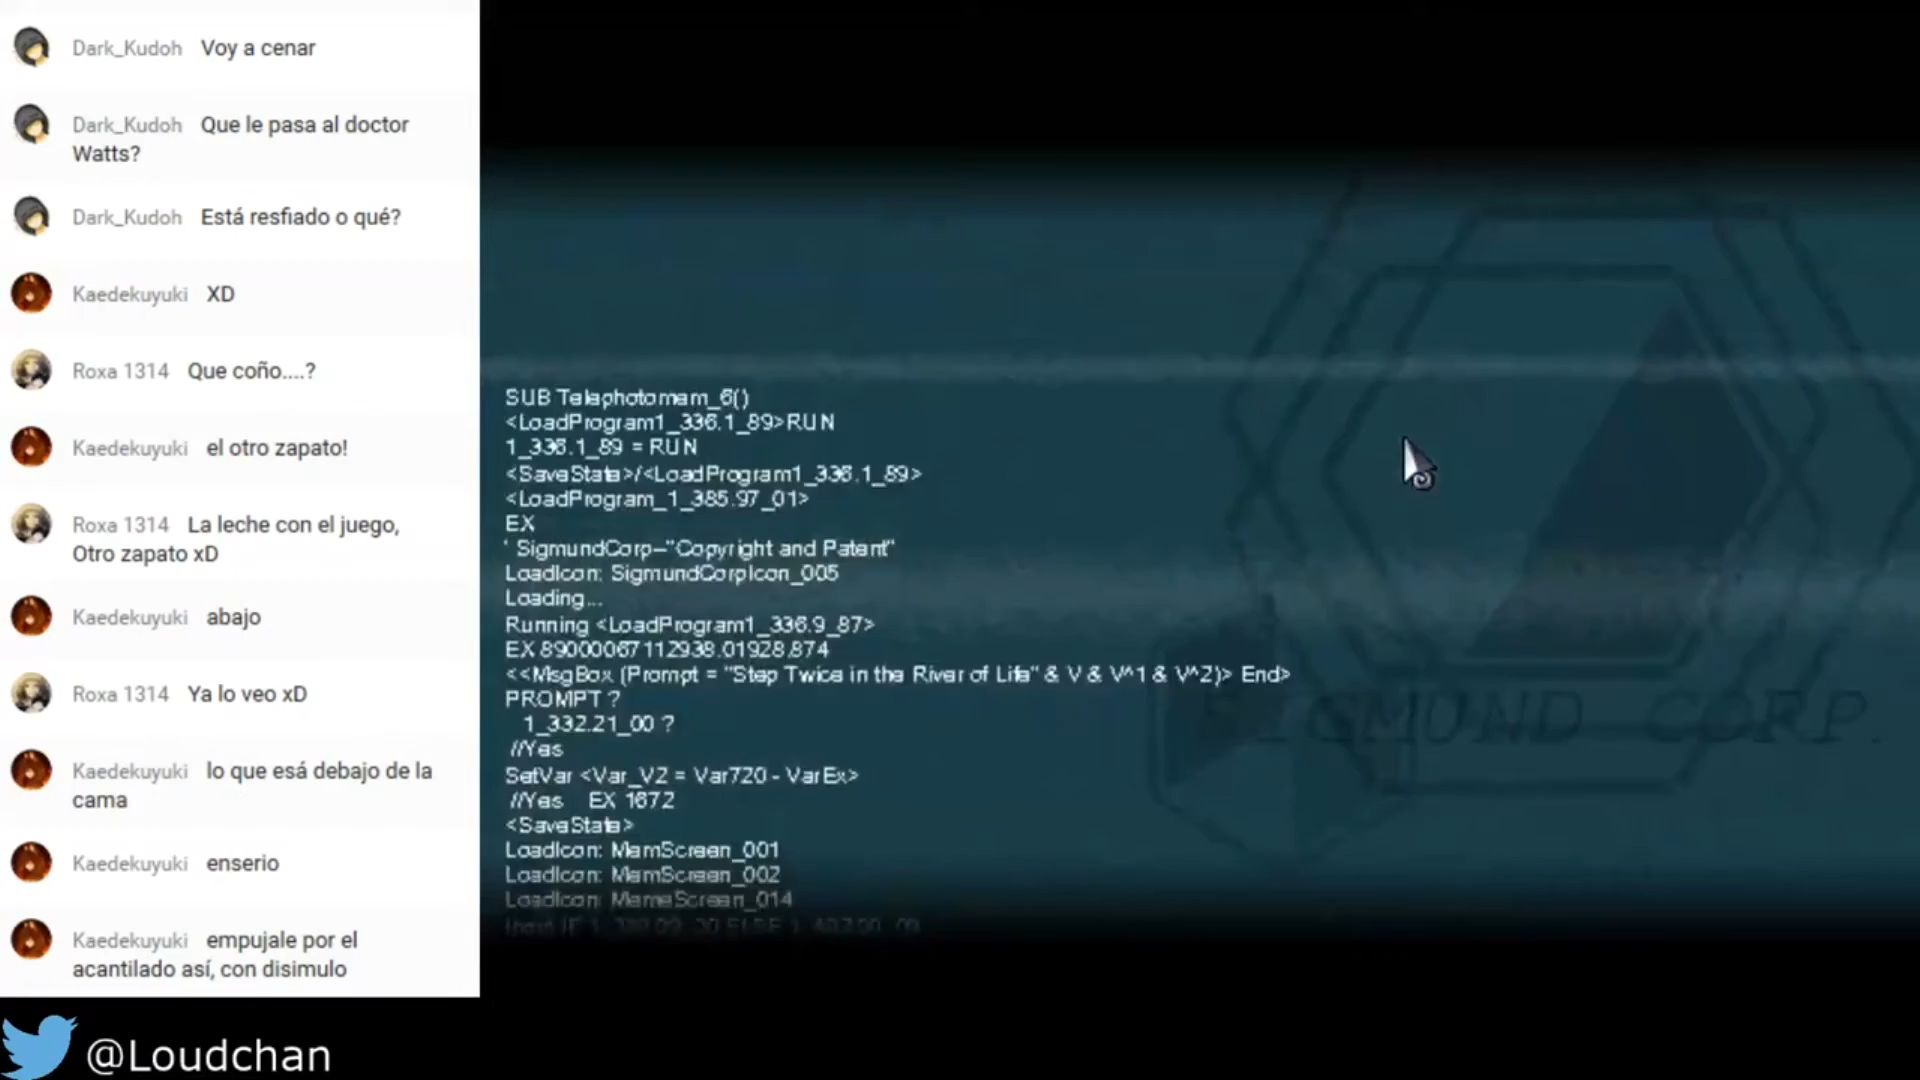 Dark_Kudoh Voy a cenar
Dark_Kudoh Que le pasa al doctor
Watts?
Dark_Kudoh Está resfiado o qué?
Kaedekuyuki XD
Roxa 1314 Que coño....?
Kaedekuyuki el otro zapato!
Roxa 1314 La leche con el juego,
Otro zapato xD
Kaedekuyuki abajo
Roxa 1314 Ya lo veo xD
Kaedekuyuki lo que esá debajo de la
cama
Kaedekuyuki enserio
Kaedekuyuki empujale por el
acantilado así, con disimulo
@Loudchan
SUB Telephotomem_6()
<LoadProgram1_336.1_89>RUN
1_336.1_89 = RUN
<SaveState>/<LoadProgram1_336.1_89>
<LoadProgram_1_385.97_01>
EX
' SigmundCorp–"Copyright and Patent"
LoadIcon: SigmundCorpIcon_005
Loading...
Running <LoadProgram1_336.9_87>
EX 89000067112938.01928.874
<<MsgBox (Prompt = "Step Twice in the River of Life" & V & V^1 & V^2)> End>
PROMPT ?
1_332.21_00 ?
//Yes
SetVar <Var_V2 = Var720 - VarEx>
//Yes EX 1672
<SaveState>
LoadIcon: MemScreen_001
LoadIcon: MemScreen_002
LoadIcon: MemeScreen_014
SIGMUND CORP.